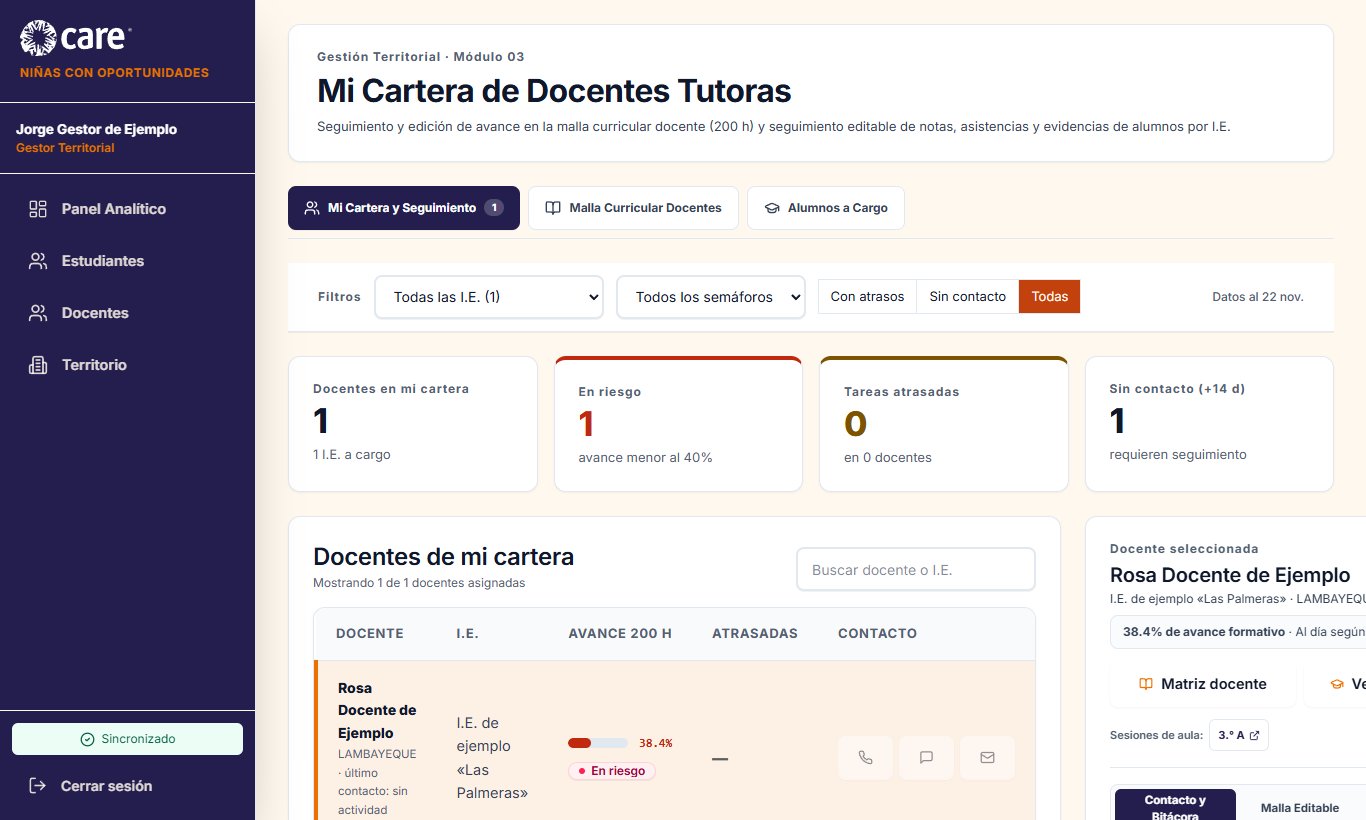 care
NIÑAS CON OPORTUNIDADES
Jorge Gestor de Ejemplo
Gestor Territorial
Panel Analítico
Estudiantes
Docentes
Territorio
Sincronizado
Cerrar sesión
Gestión Territorial · Módulo 03
Mi Cartera de Docentes Tutoras
Seguimiento y edición de avance en la malla curricular docente (200 h) y seguimiento editable de notas, asistencias y evidencias de alumnos por I.E.
Mi Cartera y Seguimiento 1
Malla Curricular Docentes
Alumnos a Cargo
Filtros
Todas las I.E. (1)
Todos los semáforos
Con atrasos
Sin contacto
Todas
Datos al 22 nov.
Docentes en mi cartera
1
1 I.E. a cargo
En riesgo
1
avance menor al 40%
Tareas atrasadas
0
en 0 docentes
Sin contacto (+14 d)
1
requieren seguimiento
Docentes de mi cartera
Mostrando 1 de 1 docentes asignadas
Buscar docente o I.E.
DOCENTE I.E. AVANCE 200 H ATRASADAS CONTACTO
Rosa
Docente de
Ejemplo
LAMBAYEQUE
· último
contacto: sin
actividad
I.E. de
ejemplo
«Las
Palmeras»
38.4%
En riesgo
—
Docente seleccionada
Rosa Docente de Ejemplo
I.E. de ejemplo «Las Palmeras» · LAMBAYEQU
38.4% de avance formativo · Al día según
Matriz docente
Ve
Sesiones de aula: 3.° A
Contacto y
Bitácora
Malla Editable